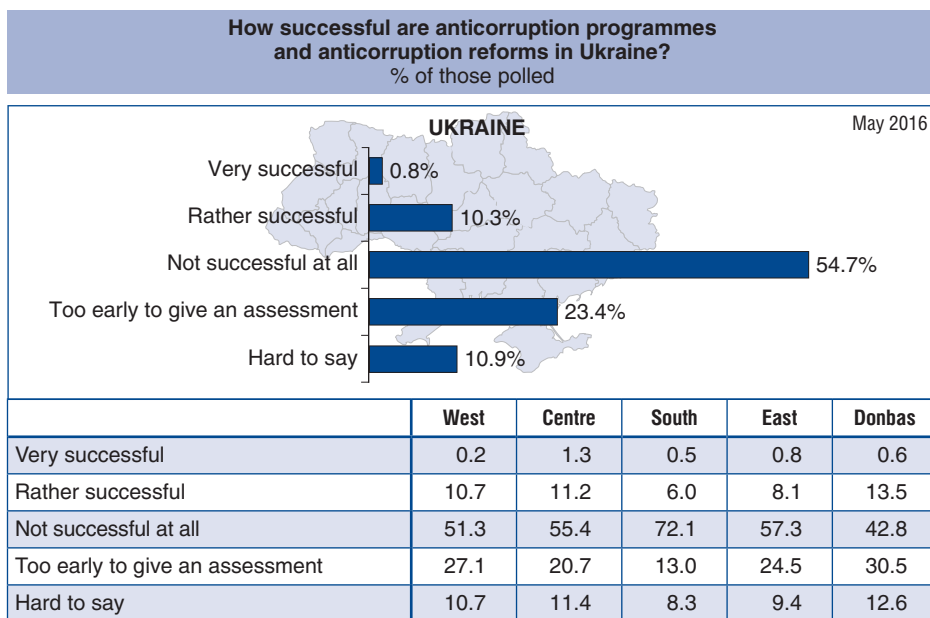 How successful are anticorruption programmes
and anticorruption reforms in Ukraine?
% of those polled
UKRAINE
May 2016
Very successful 0.8%
Rather successful 10.3%
Not successful at all 54.7%
Too early to give an assessment 23.4%
Hard to say 10.9%
West Centre South East Donbas
Very successful 0.2 1.3 0.5 0.8 0.6
Rather successful 10.7 11.2 6.0 8.1 13.5
Not successful at all 51.3 55.4 72.1 57.3 42.8
Too early to give an assessment 27.1 20.7 13.0 24.5 30.5
Hard to say 10.7 11.4 8.3 9.4 12.6